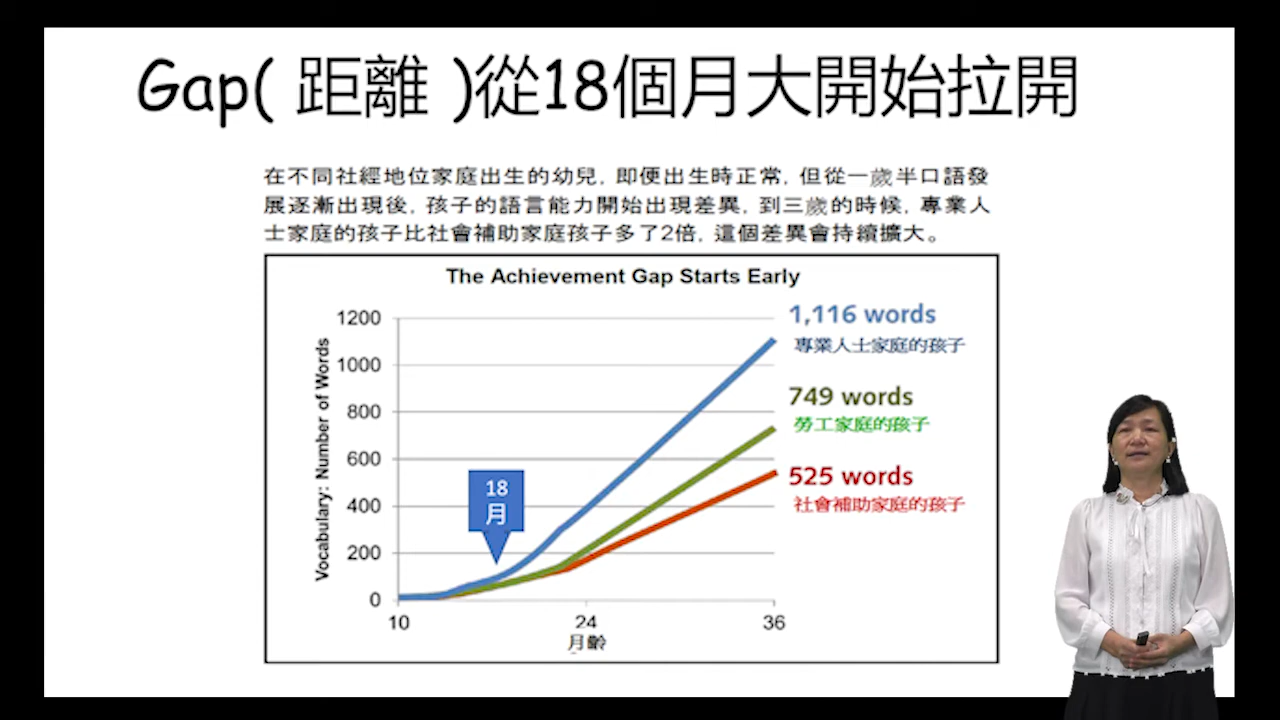 Gap( 距離 )從18個月大開始拉開
在不同社經地位家庭出生的幼兒, 即便出生時正常, 但從一歲半口語發
展逐漸出現後, 孩子的語言能力開始出現差異, 到三歲的時候, 專業人
士家庭的孩子比社會補助家庭孩子多了2倍, 這個差異會持續擴大。
The Achievement Gap Starts Early
Vocabulary: Number of Words
1200
1000
800
600
400
200
0
18
月
10
24
36
月齡
1,116 words
專業人士家庭的孩子
749 words
勞工家庭的孩子
525 words
社會補助家庭的孩子